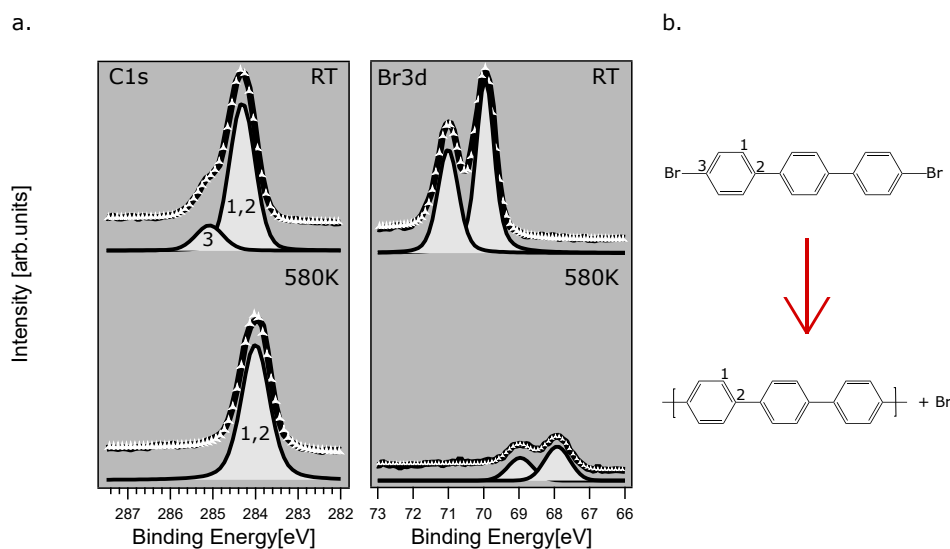 a.
b.
C1s
RT
Br3d
RT
Intensity [arb.units]
1,2
3
580K
580K
1,2
287 286 285 284 283 282
Binding Energy[eV]
73 72 71 70 69 68 67 66
Binding Energy[eV]
1
Br 3 2 Br
1
2
[ ] + Br